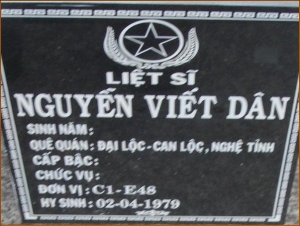 LIỆT SĨ
NGUYỄN VIẾT DÂN
SINH NĂM :
QUÊ QUÁN : ĐẠI LỘC - CAN LỘC , NGHỆ TĨNH
CẤP BẬC :
CHỨC VỤ :
ĐƠN VỊ : C1 - E48
HY SINH : 02-04-1979